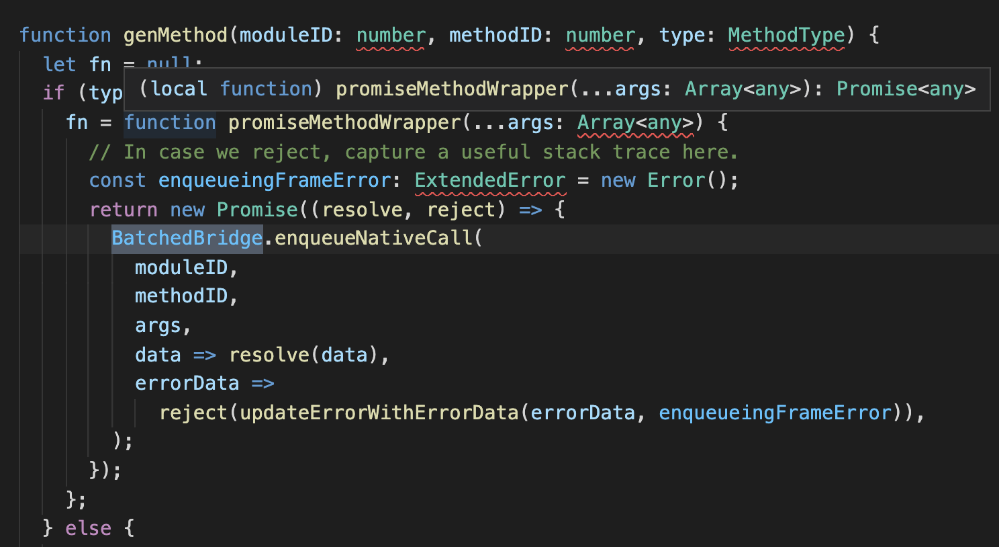 function genMethod(moduleID: number, methodID: number, type: MethodType) {
let fn = null;
(local function) promiseMethodWrapper(...args: Array<any>): Promise<any>
if (typ
fn = function promiseMethodWrapper(...args: Array<any>) {
// In case we reject, capture a useful stack trace here.
const enqueueingFrameError: ExtendedError = new Error();
return new Promise((resolve, reject) => {
BatchedBridge.enqueueNativeCall(
moduleID,
methodID,
args,
data => resolve(data),
errorData =>
reject(updateErrorWithErrorData(errorData, enqueueingFrameError)),
);
});
};
} else {